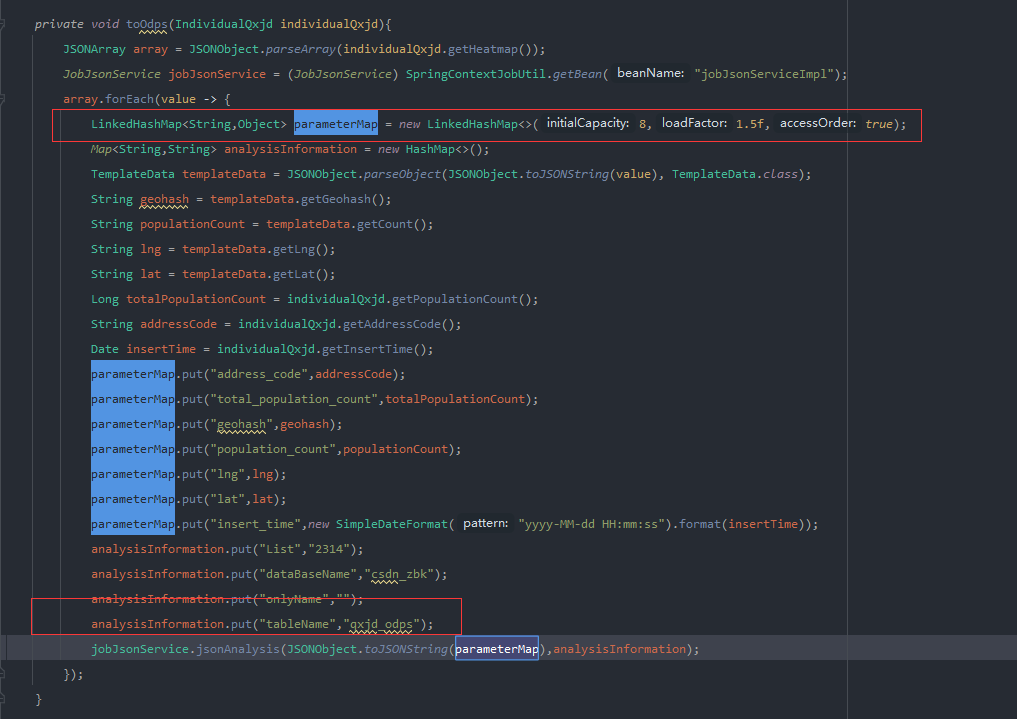 private void toOdps(IndividualQxjd individualQxjd){
JSONArray array = JSONObject.parseArray(individualQxjd.getHeatmap());
JobJsonService jobJsonService = (JobJsonService) SpringContextJobUtil.getBean( beanName: "jobJsonServiceImpl");
array.forEach(value -> {
LinkedHashMap<String,Object> parameterMap = new LinkedHashMap<>( initialCapacity: 8, loadFactor: 1.5f, accessOrder: true);
Map<String,String> analysisInformation = new HashMap<>();
TemplateData templateData = JSONObject.parseObject(JSONObject.toJSONString(value), TemplateData.class);
String geohash = templateData.getGeohash();
String populationCount = templateData.getCount();
String lng = templateData.getLng();
String lat = templateData.getLat();
Long totalPopulationCount = individualQxjd.getPopulationCount();
String addressCode = individualQxjd.getAddressCode();
Date insertTime = individualQxjd.getInsertTime();
parameterMap.put("address_code",addressCode);
parameterMap.put("total_population_count",totalPopulationCount);
parameterMap.put("geohash",geohash);
parameterMap.put("population_count",populationCount);
parameterMap.put("lng",lng);
parameterMap.put("lat",lat);
parameterMap.put("insert_time",new SimpleDateFormat( pattern: "yyyy-MM-dd HH:mm:ss").format(insertTime));
analysisInformation.put("List","2314");
analysisInformation.put("dataBaseName","csdn_zbk");
analysisInformation.put("onlyName","");
analysisInformation.put("tableName","qxjd_odps");
jobJsonService.jsonAnalysis(JSONObject.toJSONString(parameterMap),analysisInformation);
});
}